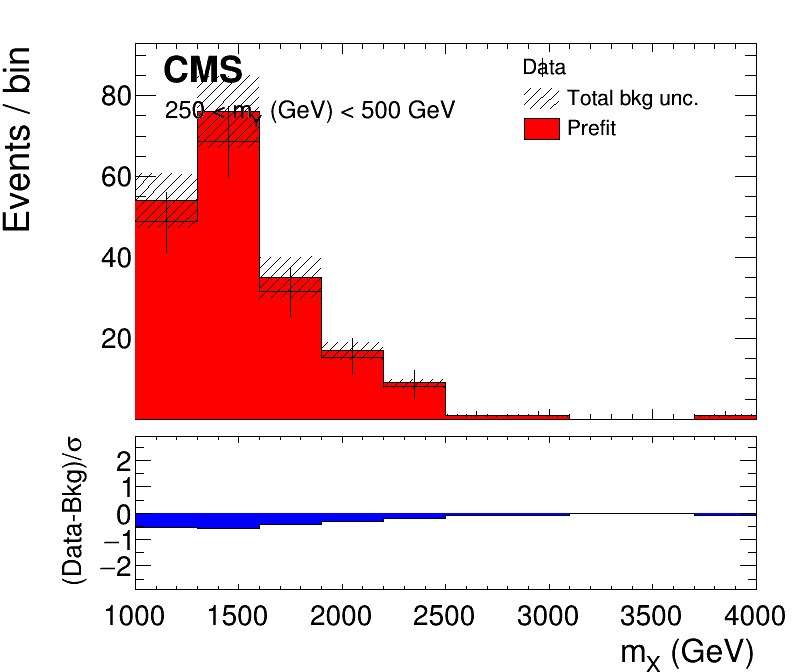 CMS
250 < m_Y (GeV) < 500 GeV
Data
Total bkg unc.
Prefit
Events / bin
80
60
40
20
(Data-Bkg)/σ
2
1
0
−1
−2
1000 1500 2000 2500 3000 3500 4000
m_X (GeV)